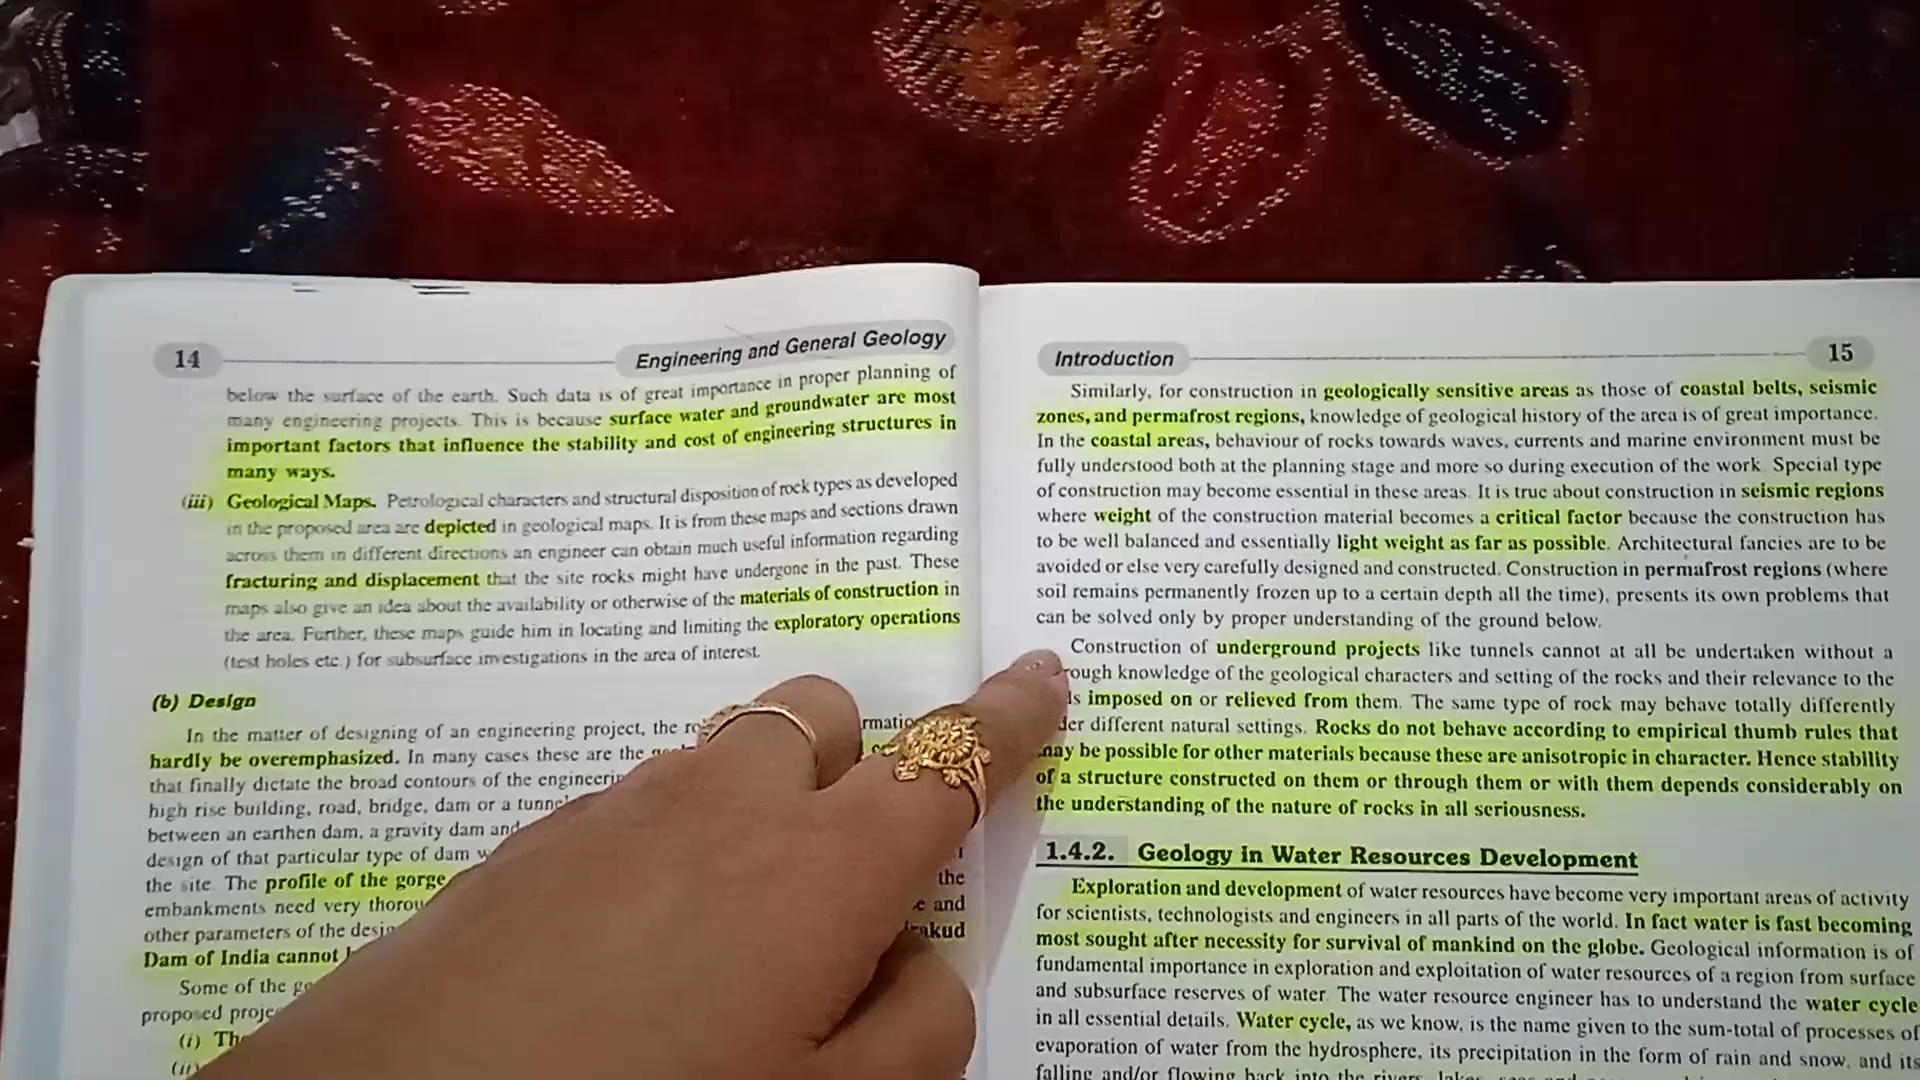 14
Engineering and General Geology
below the surface of the earth. Such data is of great importance in proper planning of
many engineering projects. This is because surface water and groundwater are most
important factors that influence the stability and cost of engineering structures in
many ways.
(iii) Geological Maps. Petrological characters and structural disposition of rock types as developed
in the proposed area are depicted in geological maps. It is from these maps and sections drawn
across them in different directions an engineer can obtain much useful information regarding
fracturing and displacement that the site rocks might have undergone in the past. These
maps also give an idea about the availability or otherwise of the materials of construction in
the area. Further, these maps guide him in locating and limiting the exploratory operations
(test holes etc.) for subsurface investigations in the area of interest.
(b) Design
In the matter of designing of an engineering project, the
hardly be overemphasized. In many cases these are the
that finally dictate the broad contours of the
high rise building, road, bridge, dam or a
between an earthen dam, a gravity dam and
design of that particular type of dam
the site. The profile of the gorge
the
embankments need very
and
other parameters of the
Dam of India cannot
Some of the
proposed
(i)
(ii)
Introduction
15
Similarly, for construction in geologically sensitive areas as those of coastal belts, seismic
zones, and permafrost regions, knowledge of geological history of the area is of great importance.
In the coastal areas, behaviour of rocks towards waves, currents and marine environment must be
fully understood both at the planning stage and more so during execution of the work. Special type
of construction may become essential in these areas. It is true about construction in seismic regions
where weight of the construction material becomes a critical factor because the construction has
to be well balanced and essentially light weight as far as possible. Architectural fancies are to be
avoided or else very carefully designed and constructed. Construction in permafrost regions (where
soil remains permanently frozen up to a certain depth all the time), presents its own problems that
can be solved only by proper understanding of the ground below.
Construction of underground projects like tunnels cannot at all be undertaken without a
rough knowledge of the geological characters and setting of the rocks and their relevance to the
imposed on or relieved from them. The same type of rock may behave totally differently
different natural settings. Rocks do not behave according to empirical thumb rules that
may be possible for other materials because these are anisotropic in character. Hence stability
of a structure constructed on them or through them or with them depends considerably on
the understanding of the nature of rocks in all seriousness.
1.4.2. Geology in Water Resources Development
Exploration and development of water resources have become very important areas of activity
for scientists, technologists and engineers in all parts of the world. In fact water is fast becoming
most sought after necessity for survival of mankind on the globe. Geological information is of
fundamental importance in exploration and exploitation of water resources of a region from surface
and subsurface reserves of water. The water resource engineer has to understand the water cycle
in all essential details. Water cycle, as we know, is the name given to the sum-total of processes of
evaporation of water from the hydrosphere, its precipitation in the form of rain and snow, and its
falling and/or flowing back into the rivers, lakes, seas